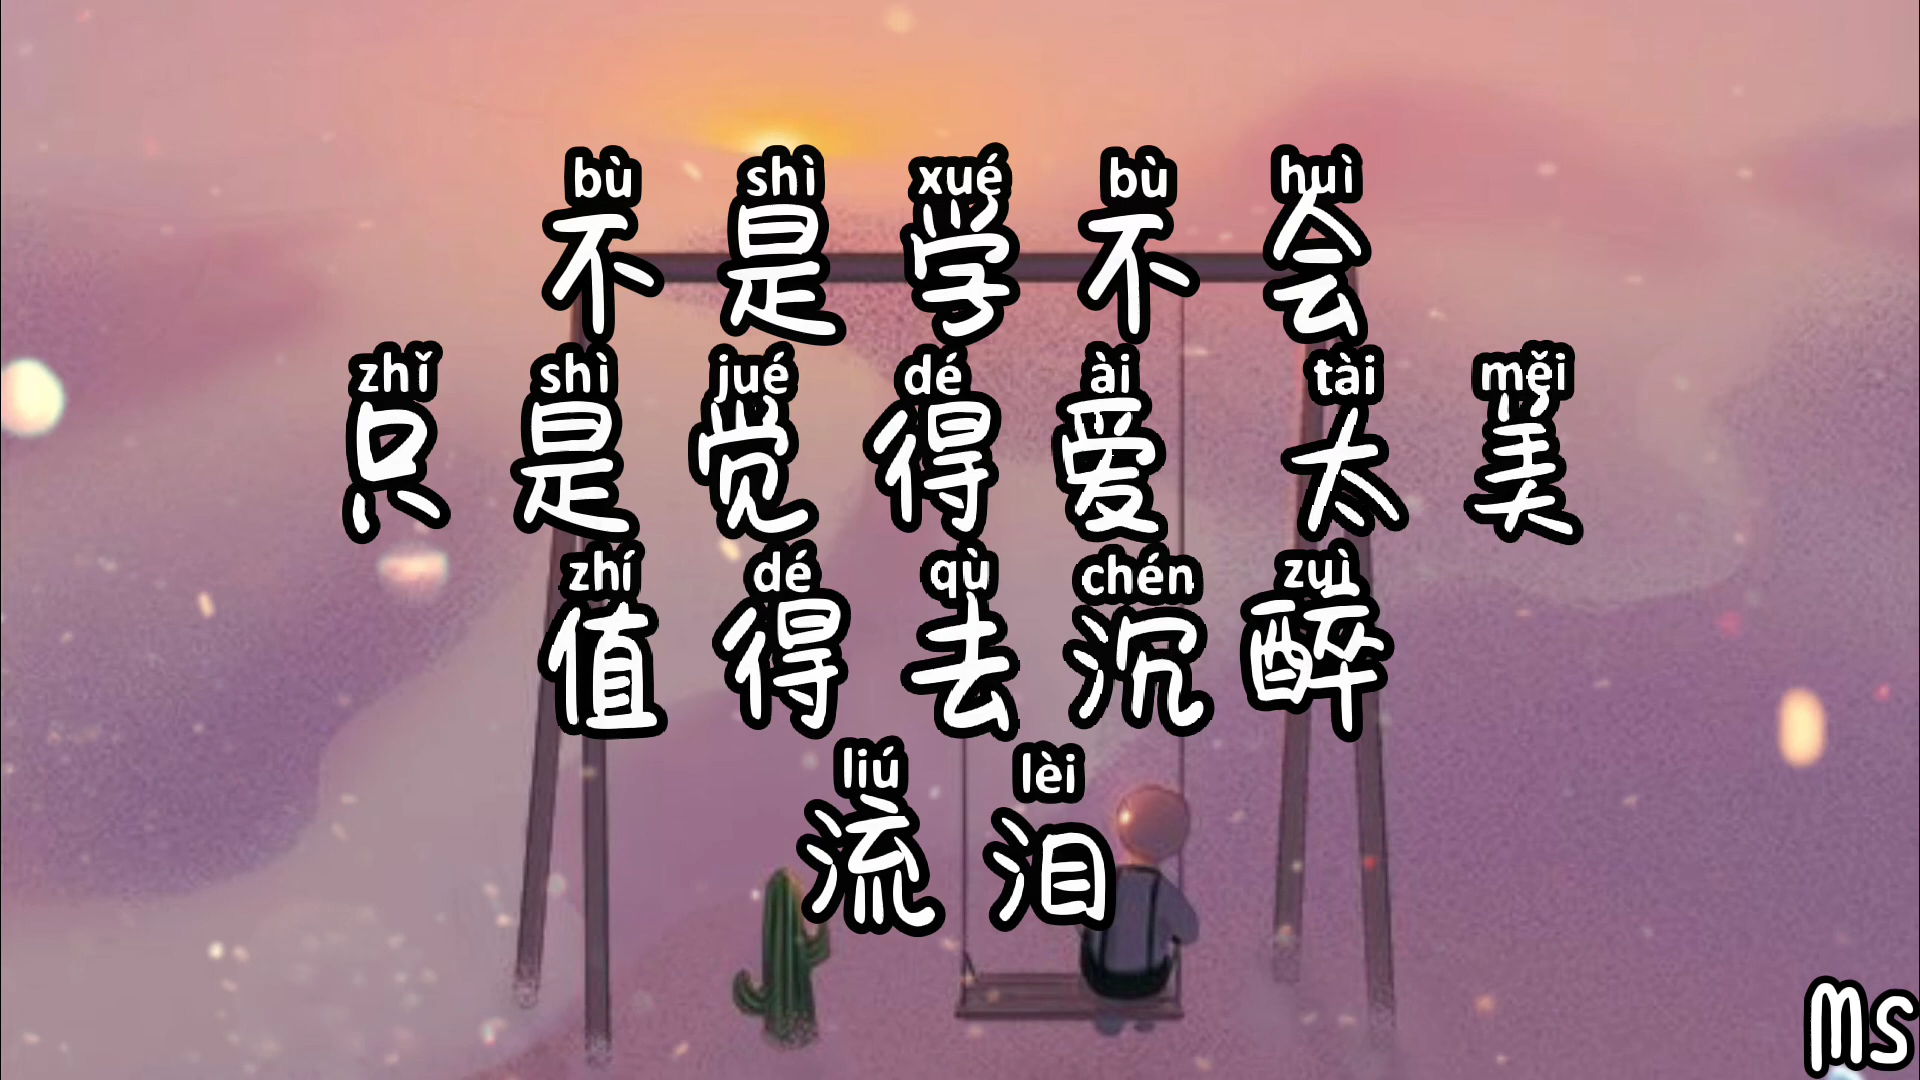 bù shì xué bù huì
不是学不会
zhǐ shì jué dé ài tài měi
只是觉得爱 太美
zhí dé qù chén zuì
值得去沉醉
liú lèi
流泪
Ms